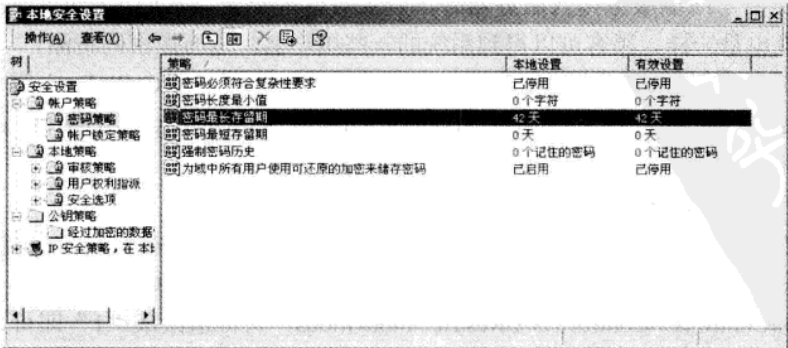 本地安全设置
操作(A) 查看(V)
树
策略 本地设置 有效设置
安全设置
帐户策略
密码策略
帐户锁定策略
本地策略
审核策略
用户权利指派
安全选项
公钥策略
经过加密的数据
IP 安全策略，在 本地
密码必须符合复杂性要求 已停用 已停用
密码长度最小值 0 个字符 0 个字符
密码最长存留期 42 天 42 天
密码最短存留期 0 天 0 天
强制密码历史 0 个记住的密码 0 个记住的密码
为域中所有用户使用可还原的加密来储存密码 已启用 已停用